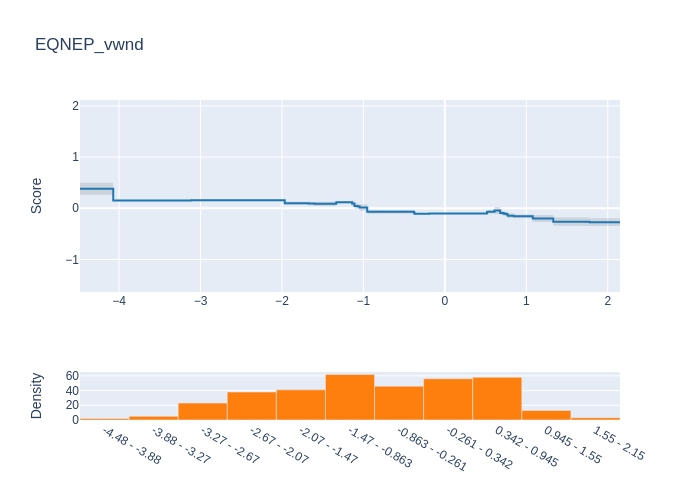 EQNEP_vwnd
Score
2
1
0
−1
−4
−3
−2
−1
0
1
2
Density
60
40
20
0
-4.48 - -3.88
-3.88 - -3.27
-3.27 - -2.67
-2.67 - -2.07
-2.07 - -1.47
-1.47 - -0.863
-0.863 - -0.261
-0.261 - 0.342
0.342 - 0.945
0.945 - 1.55
1.55 - 2.15